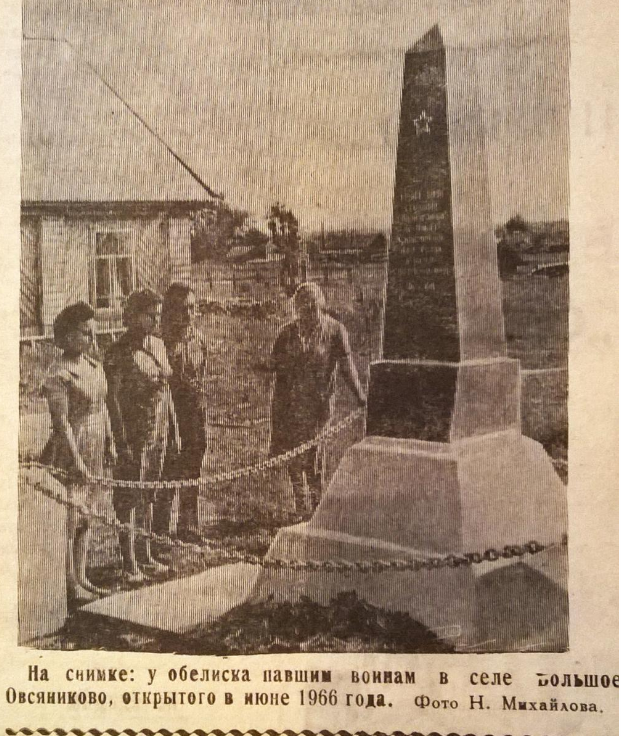 На снимке: у обелиска павшим воинам в селе Большое
Овсяниково, открытого в июне 1966 года. Фото Н. Михайлова.